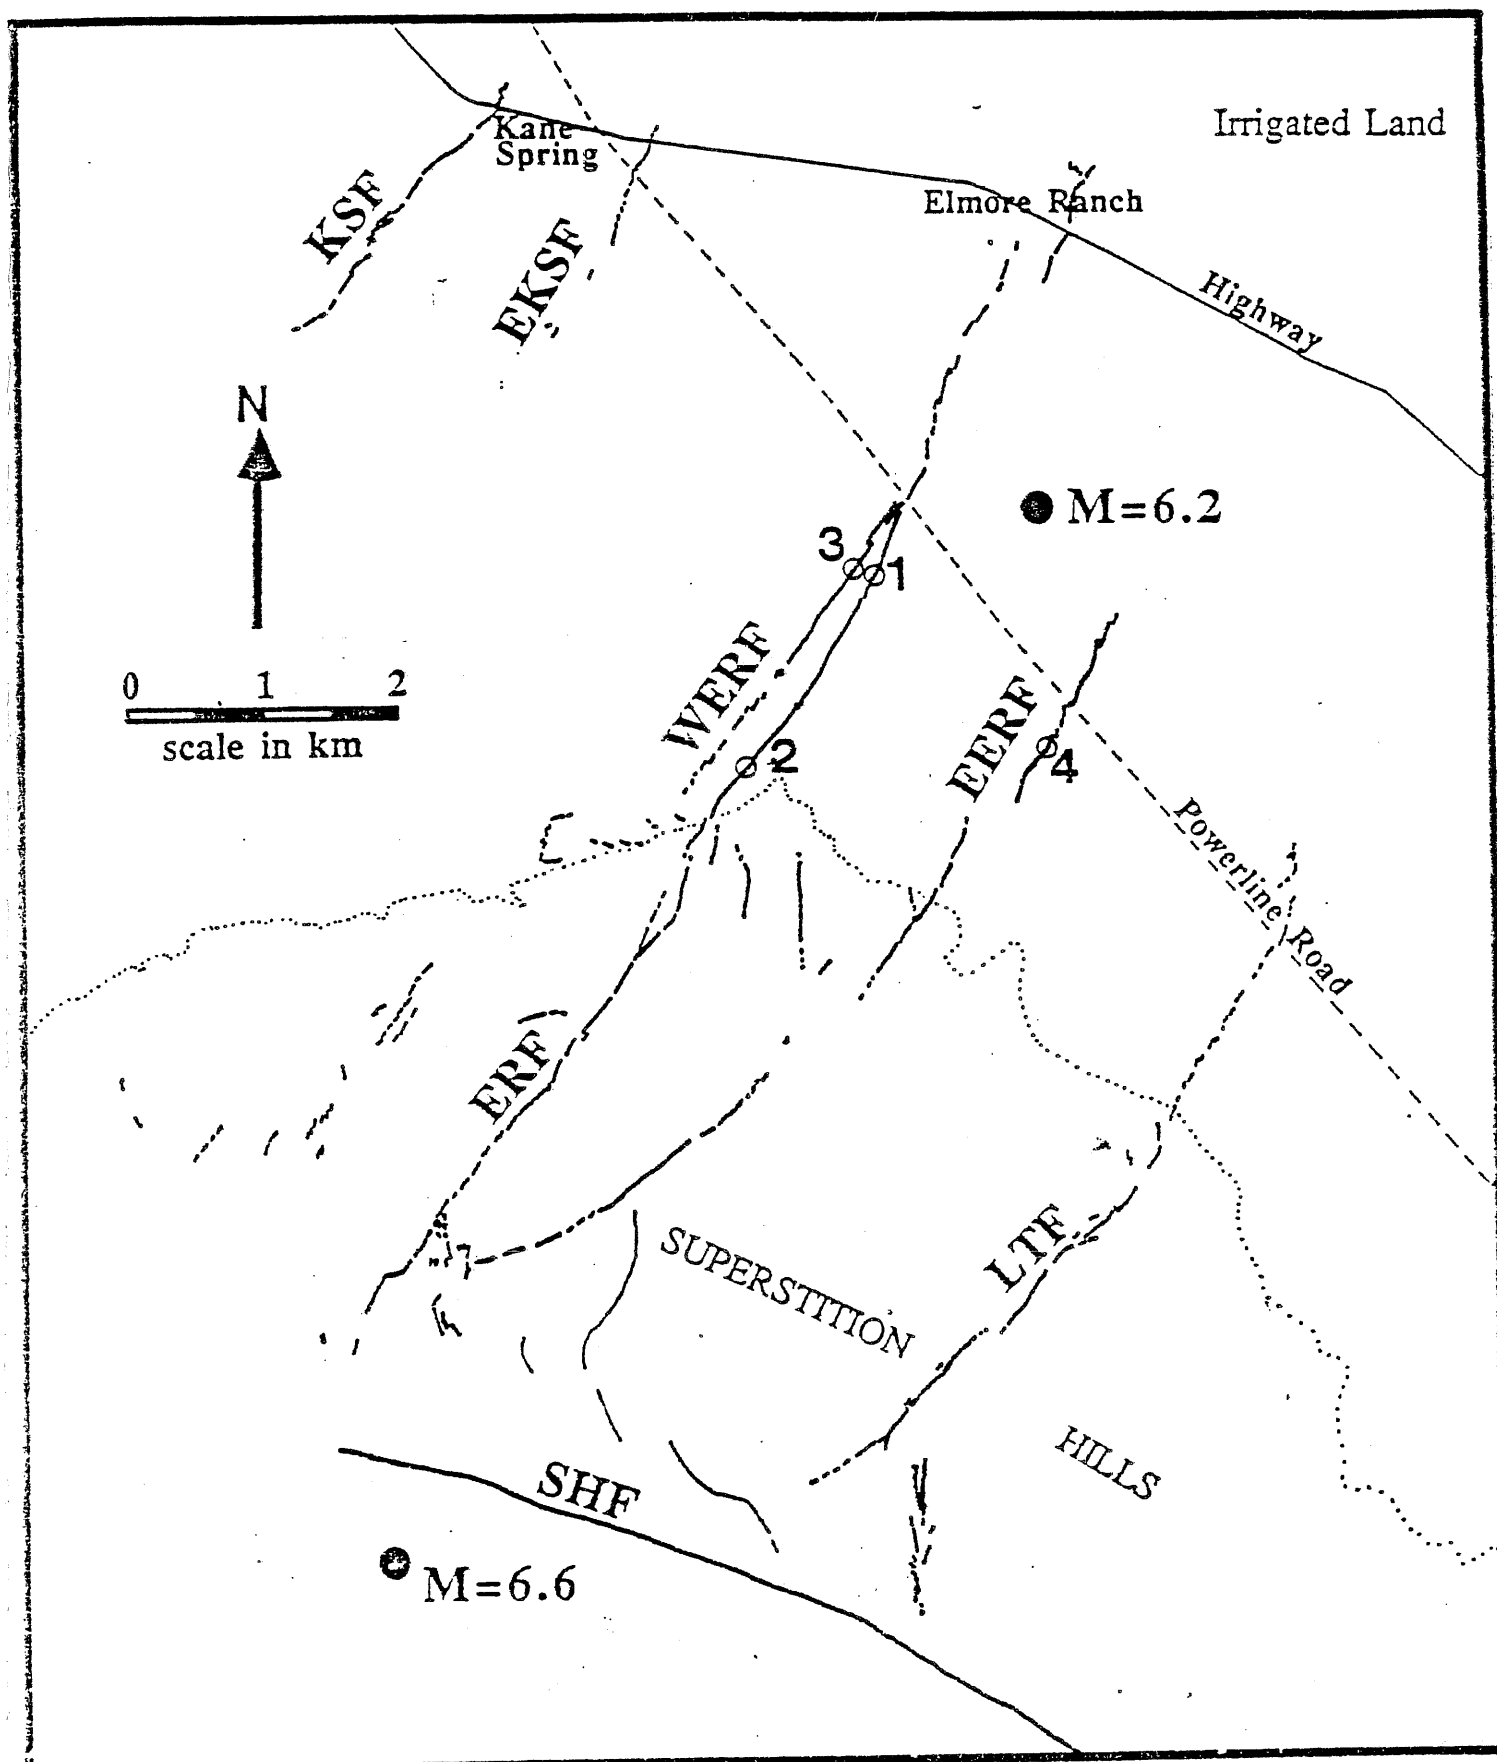 Irrigated Land
Kane
Spring
Elmore Ranch
KSF
EKSF
Highway
N
M=6.2
3
1
WERF
0 1 2
scale in km
EERF
2
4
Powerline Road
ERF
LTF
SUPERSTITION
HILLS
SHF
M=6.6